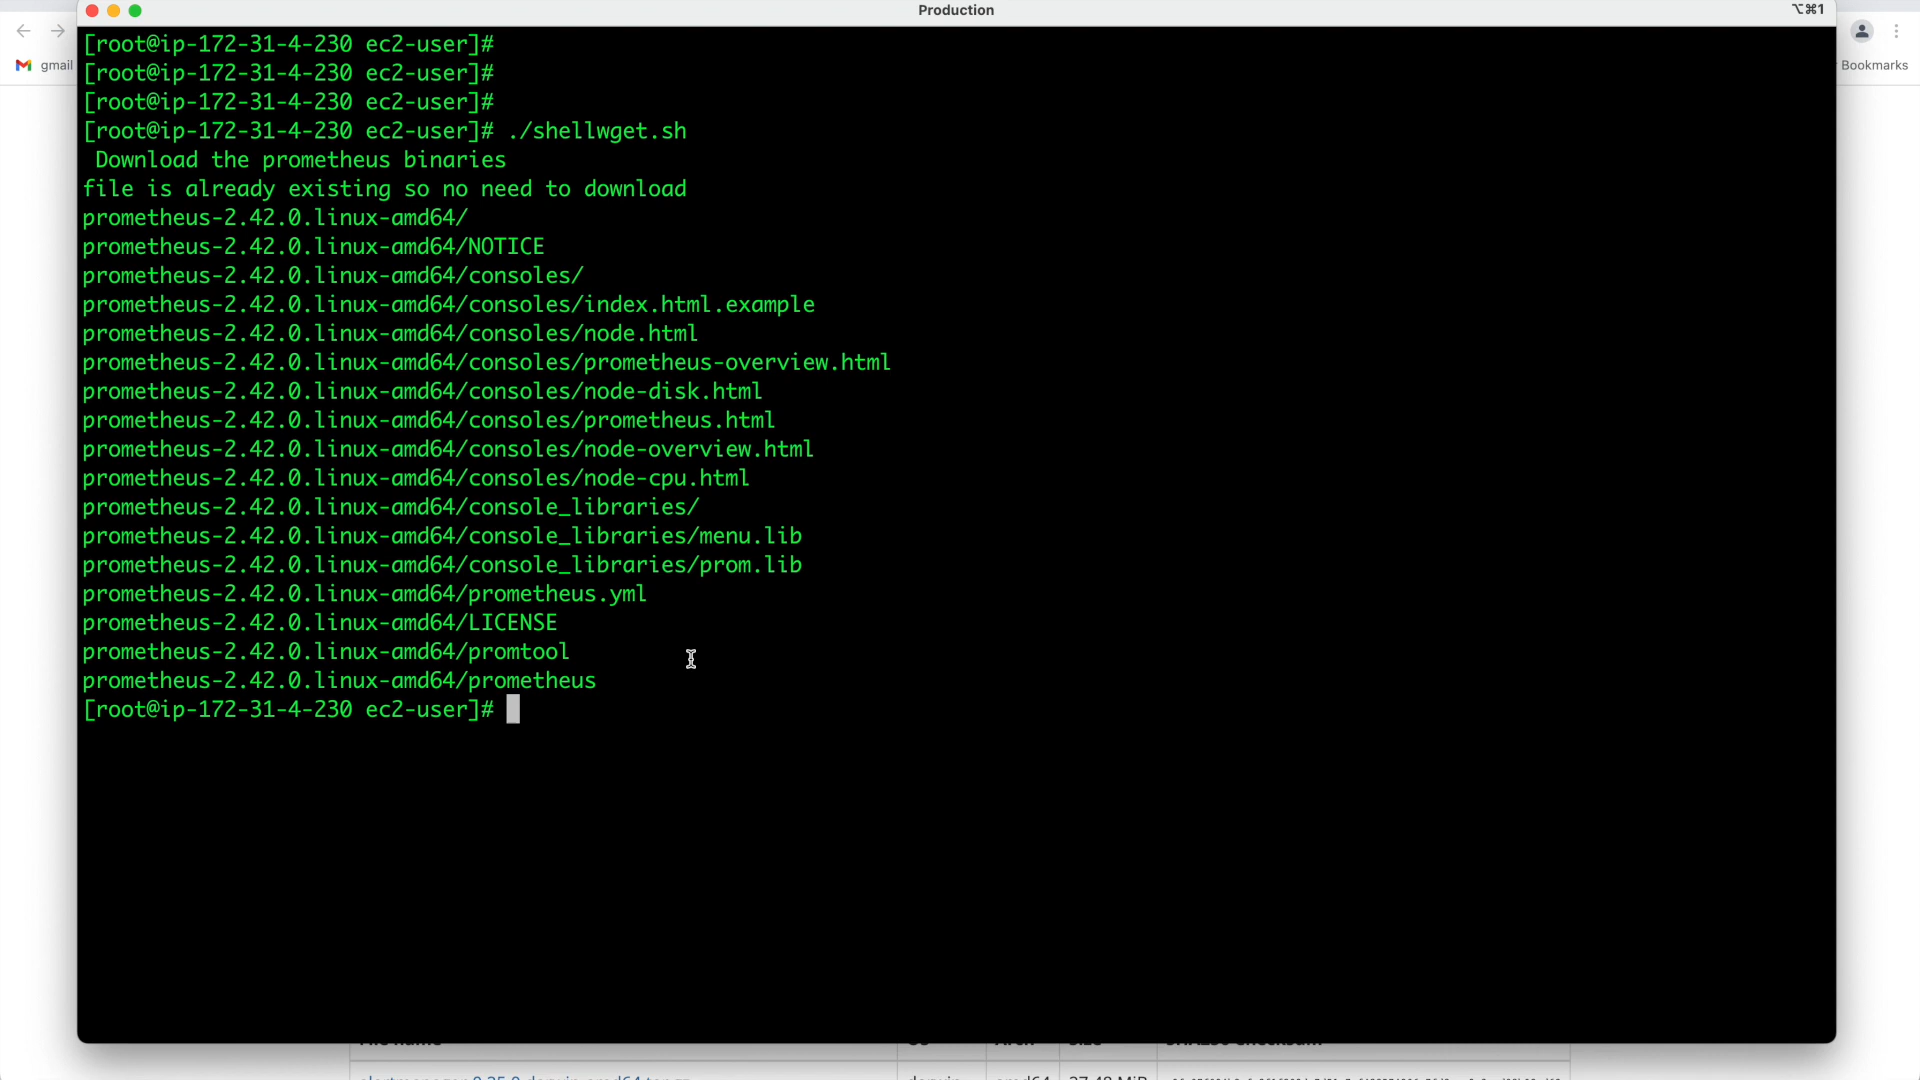 Production
⌥⌘1
gmail
Bookmarks
[root@ip-172-31-4-230 ec2-user]#
[root@ip-172-31-4-230 ec2-user]#
[root@ip-172-31-4-230 ec2-user]#
[root@ip-172-31-4-230 ec2-user]# ./shellwget.sh
Download the prometheus binaries
file is already existing so no need to download
prometheus-2.42.0.linux-amd64/
prometheus-2.42.0.linux-amd64/NOTICE
prometheus-2.42.0.linux-amd64/consoles/
prometheus-2.42.0.linux-amd64/consoles/index.html.example
prometheus-2.42.0.linux-amd64/consoles/node.html
prometheus-2.42.0.linux-amd64/consoles/prometheus-overview.html
prometheus-2.42.0.linux-amd64/consoles/node-disk.html
prometheus-2.42.0.linux-amd64/consoles/prometheus.html
prometheus-2.42.0.linux-amd64/consoles/node-overview.html
prometheus-2.42.0.linux-amd64/consoles/node-cpu.html
prometheus-2.42.0.linux-amd64/console_libraries/
prometheus-2.42.0.linux-amd64/console_libraries/menu.lib
prometheus-2.42.0.linux-amd64/console_libraries/prom.lib
prometheus-2.42.0.linux-amd64/prometheus.yml
prometheus-2.42.0.linux-amd64/LICENSE
prometheus-2.42.0.linux-amd64/promtool
prometheus-2.42.0.linux-amd64/prometheus
[root@ip-172-31-4-230 ec2-user]#